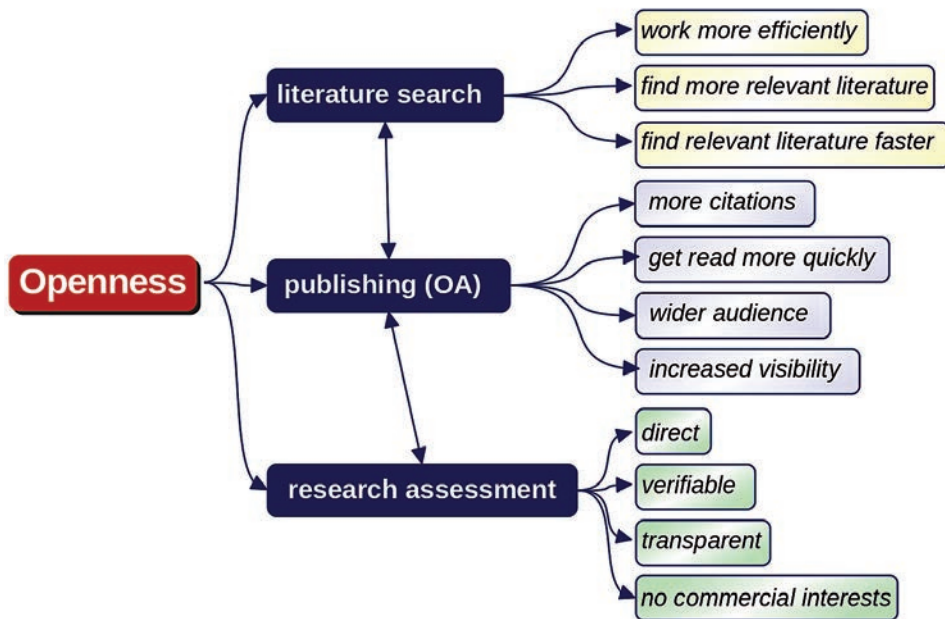 Openness
literature search
work more efficiently
find more relevant literature
find relevant literature faster
publishing (OA)
more citations
get read more quickly
wider audience
increased visibility
research assessment
direct
verifiable
transparent
no commercial interests